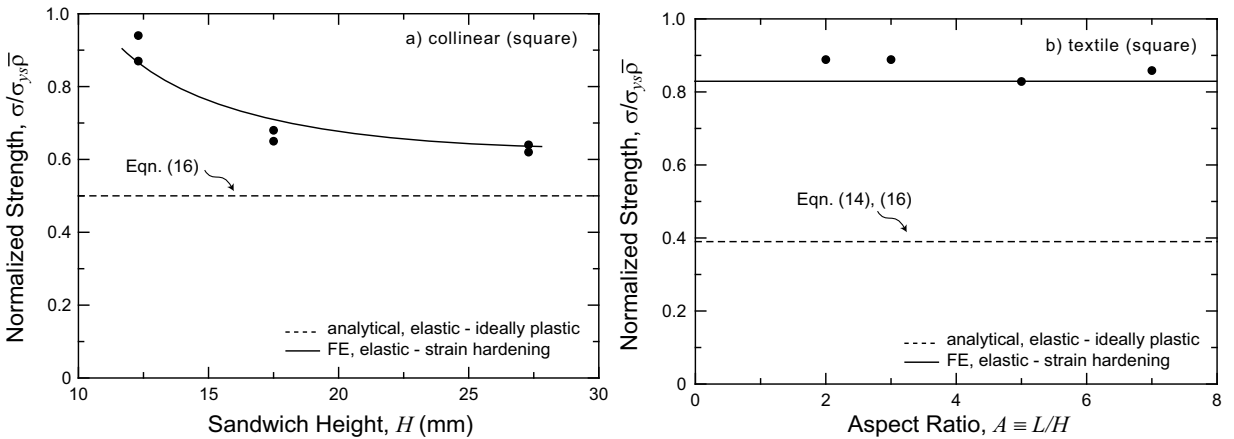 a) collinear (square)
Normalized Strength, σ/σysρ̅
1.0
0.8
0.6
0.4
0.2
0
Eqn. (16)
analytical, elastic - ideally plastic
FE, elastic - strain hardening
10 15 20 25 30
Sandwich Height, H (mm)
b) textile (square)
Normalized Strength, σ/σysρ̅
1.0
0.8
0.6
0.4
0.2
0
Eqn. (14), (16)
analytical, elastic - ideally plastic
FE, elastic - strain hardening
0 2 4 6 8
Aspect Ratio, A ≡ L/H